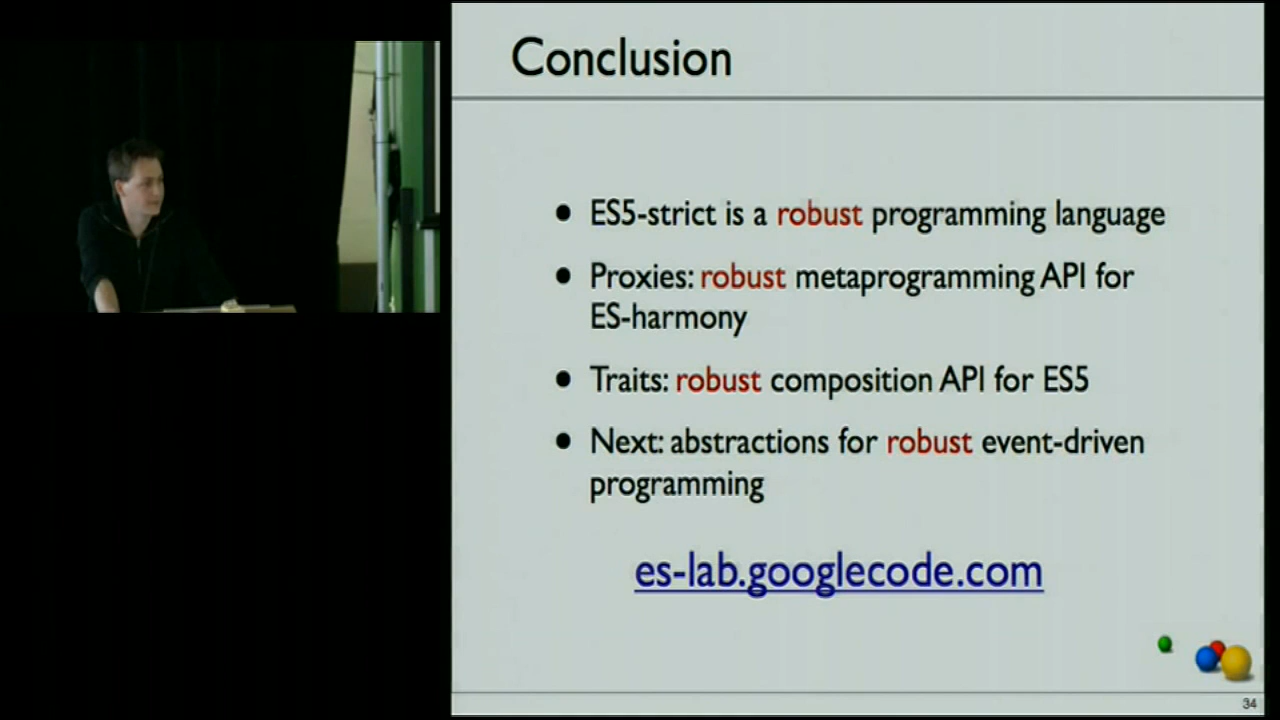 Conclusion
• ES5-strict is a robust programming language
• Proxies: robust metaprogramming API for
ES-harmony
• Traits: robust composition API for ES5
• Next: abstractions for robust event-driven
programming
es-lab.googlecode.com
34